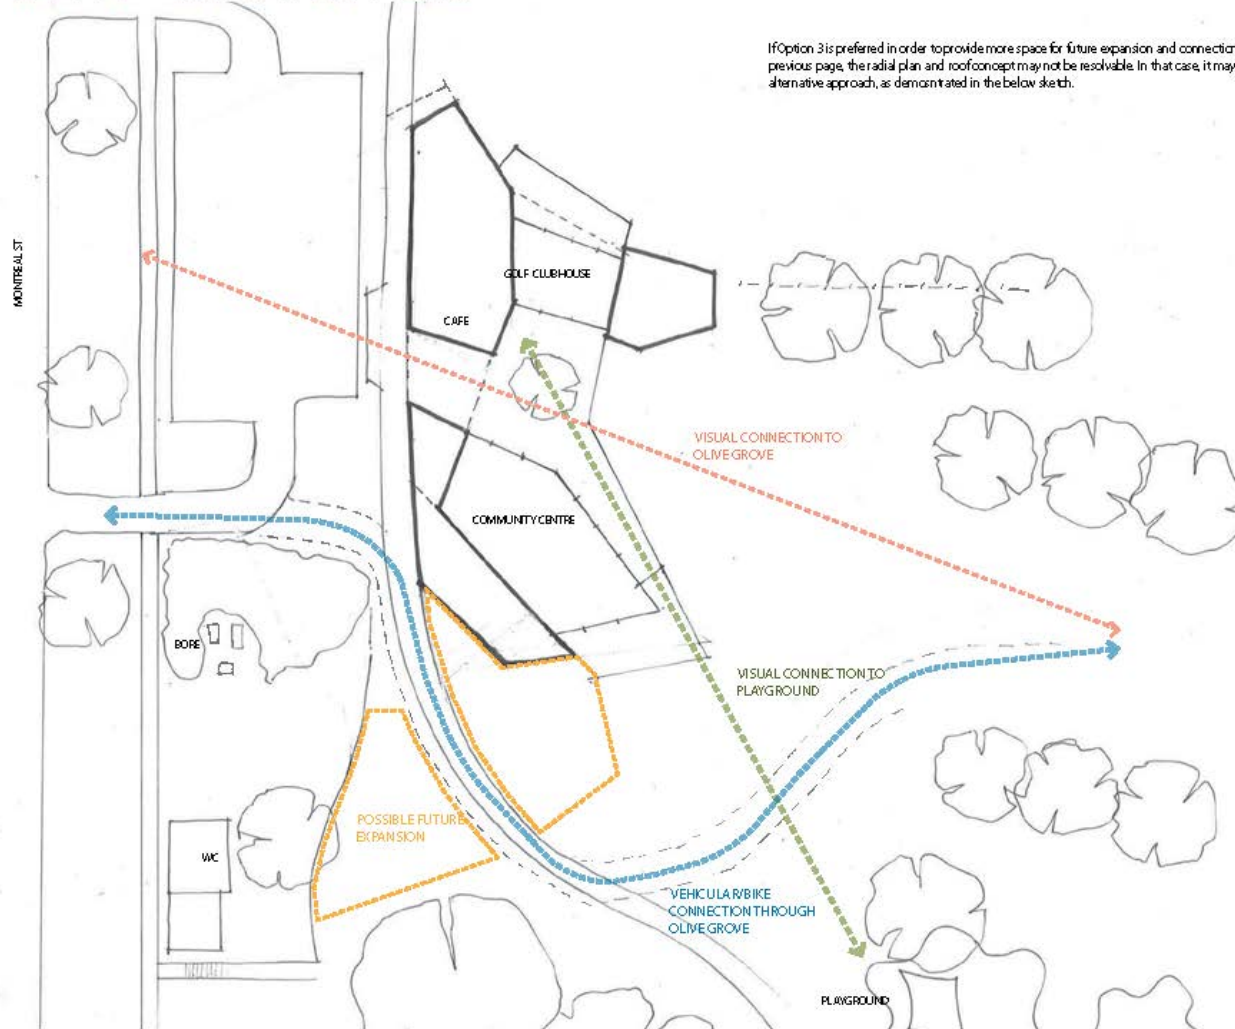 If Option 3 is preferred in order to provide more space for future expansion and connection
previous page, the radial plan and roof concept may not be resolvable. In that case, it may
alternative approach, as demosntrated in the below sketch.
MONTREAL ST
GOLF CLUBHOUSE
CAFE
VISUAL CONNECTION TO
OLIVE GROVE
COMMUNITY CENTRE
BORE
VISUAL CONNECTION TO
PLAYGROUND
POSSIBLE FUTURE
EXPANSION
WC
VEHICULAR/BIKE
CONNECTION THROUGH
OLIVE GROVE
PLAYGROUND